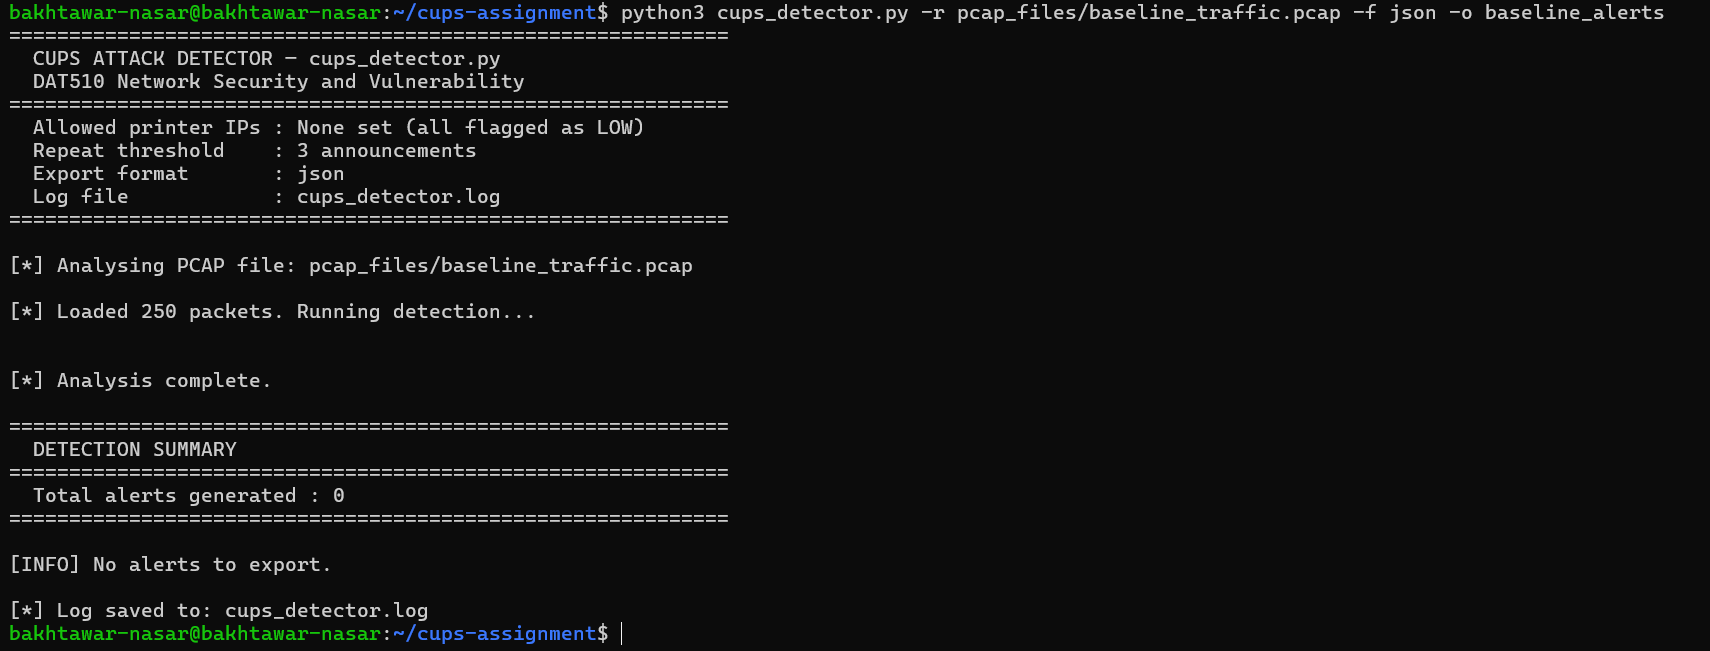 bakhtawar-nasar@bakhtawar-nasar:~/cups-assignment$ python3 cups_detector.py -r pcap_files/baseline_traffic.pcap -f json -o baseline_alerts
============================================================
  CUPS ATTACK DETECTOR — cups_detector.py
  DAT510 Network Security and Vulnerability
============================================================
  Allowed printer IPs : None set (all flagged as LOW)
  Repeat threshold    : 3 announcements
  Export format       : json
  Log file            : cups_detector.log
============================================================

[*] Analysing PCAP file: pcap_files/baseline_traffic.pcap

[*] Loaded 250 packets. Running detection...


[*] Analysis complete.

============================================================
  DETECTION SUMMARY
============================================================
  Total alerts generated : 0
============================================================

[INFO] No alerts to export.

[*] Log saved to: cups_detector.log
bakhtawar-nasar@bakhtawar-nasar:~/cups-assignment$